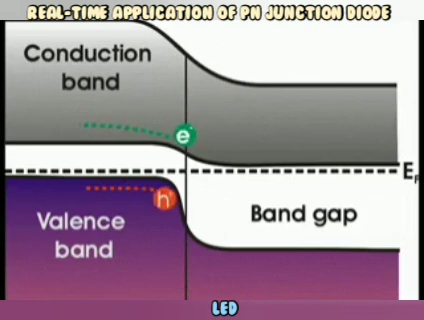 REAL-TIME APPLICATION OF PN JUNCTION DIODE
Conduction
band
e
E
h
Valence
band
Band gap
LED